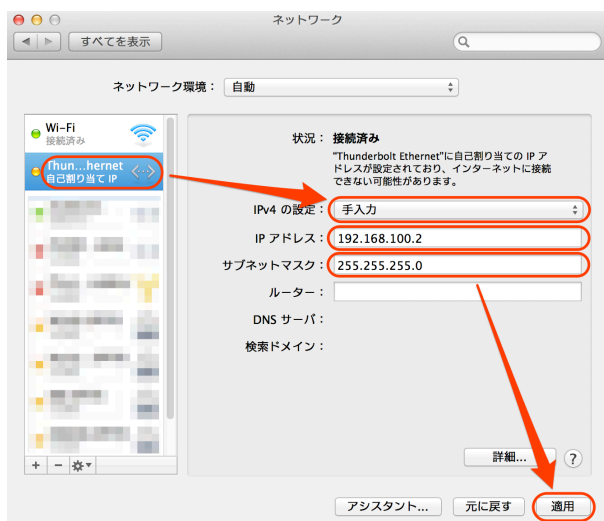 ネットワーク
すべてを表示
ネットワーク環境： 自動
Wi-Fi
接続済み
Thun...hernet
自己割り当て IP
状況： 接続済み
"Thunderbolt Ethernet"に自己割り当ての IP ア
ドレスが設定されており、インターネットに接続
できない可能性があります。
IPv4 の設定： 手入力
IP アドレス： 192.168.100.2
サブネットマスク： 255.255.255.0
ルーター：
DNS サーバ：
検索ドメイン：
詳細... ?
+ −
アシスタント... 元に戻す 適用